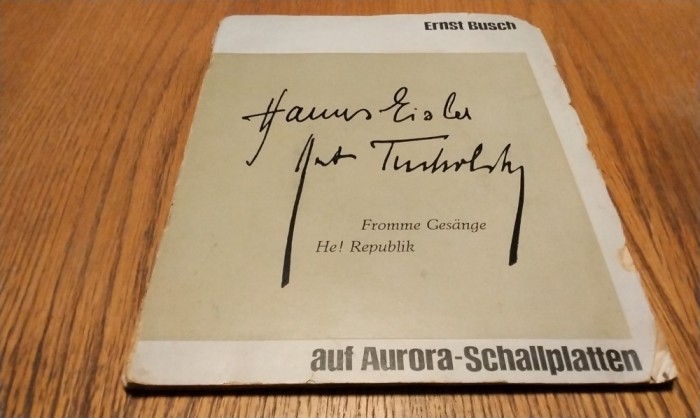 Ernst Busch
Hanns Eisler
Kurt Tucholsky
Fromme Gesänge
He! Republik
auf Aurora-Schallplatten